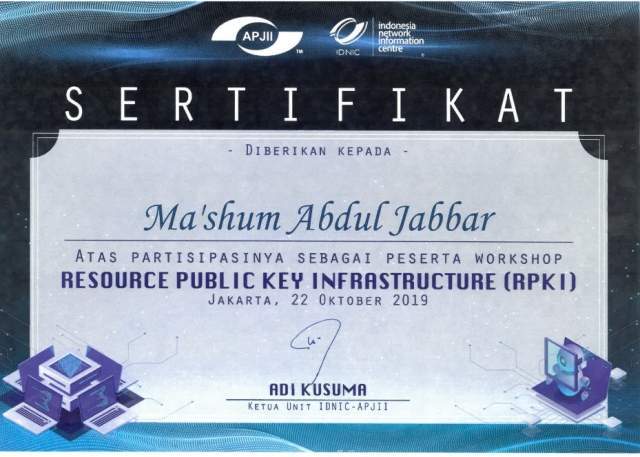 APJII TM
IDNIC
indonesia
network
information
centre
SERTIFIKAT
- DIBERIKAN KEPADA -
Ma'shum Abdul Jabbar
ATAS PARTISIPASINYA SEBAGAI PESERTA WORKSHOP
RESOURCE PUBLIC KEY INFRASTRUCTURE (RPKI)
JAKARTA, 22 OKTOBER 2019
ADI KUSUMA
KETUA UNIT IDNIC-APJII